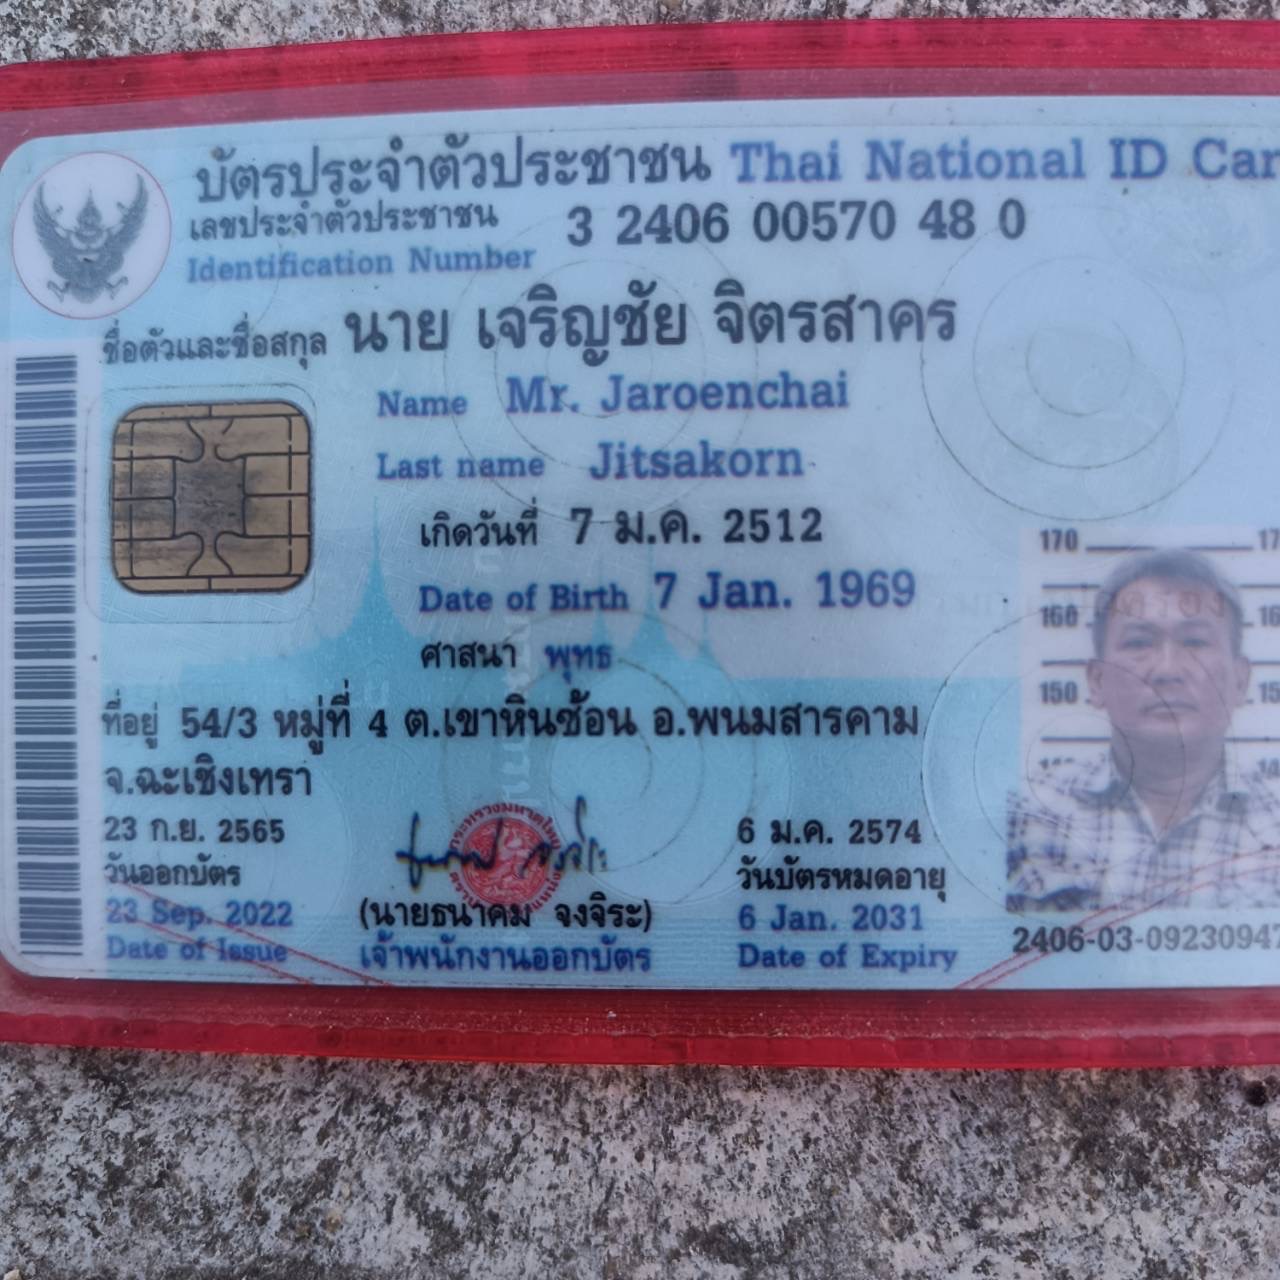 บัตรประจำตัวประชาชน Thai National ID Car
เลขประจำตัวประชาชน 3 2406 00570 48 0
Identification Number
ชื่อตัวและชื่อสกุล นาย เจริญชัย จิตรสาคร
Name Mr. Jaroenchai
Last name Jitsakorn
เกิดวันที่ 7 ม.ค. 2512
Date of Birth 7 Jan. 1969
ศาสนา พุทธ
ที่อยู่ 54/3 หมู่ที่ 4 ต.เขาหินซ้อน อ.พนมสารคาม
จ.ฉะเชิงเทรา
23 ก.ย. 2565
วันออกบัตร
23 Sep. 2022
Date of Issue
(นายธนาคม จงจิระ)
เจ้าพนักงานออกบัตร
6 ม.ค. 2574
วันบัตรหมดอายุ
6 Jan. 2031
Date of Expiry
170 17
160 16
150 15
2406-03-0923094